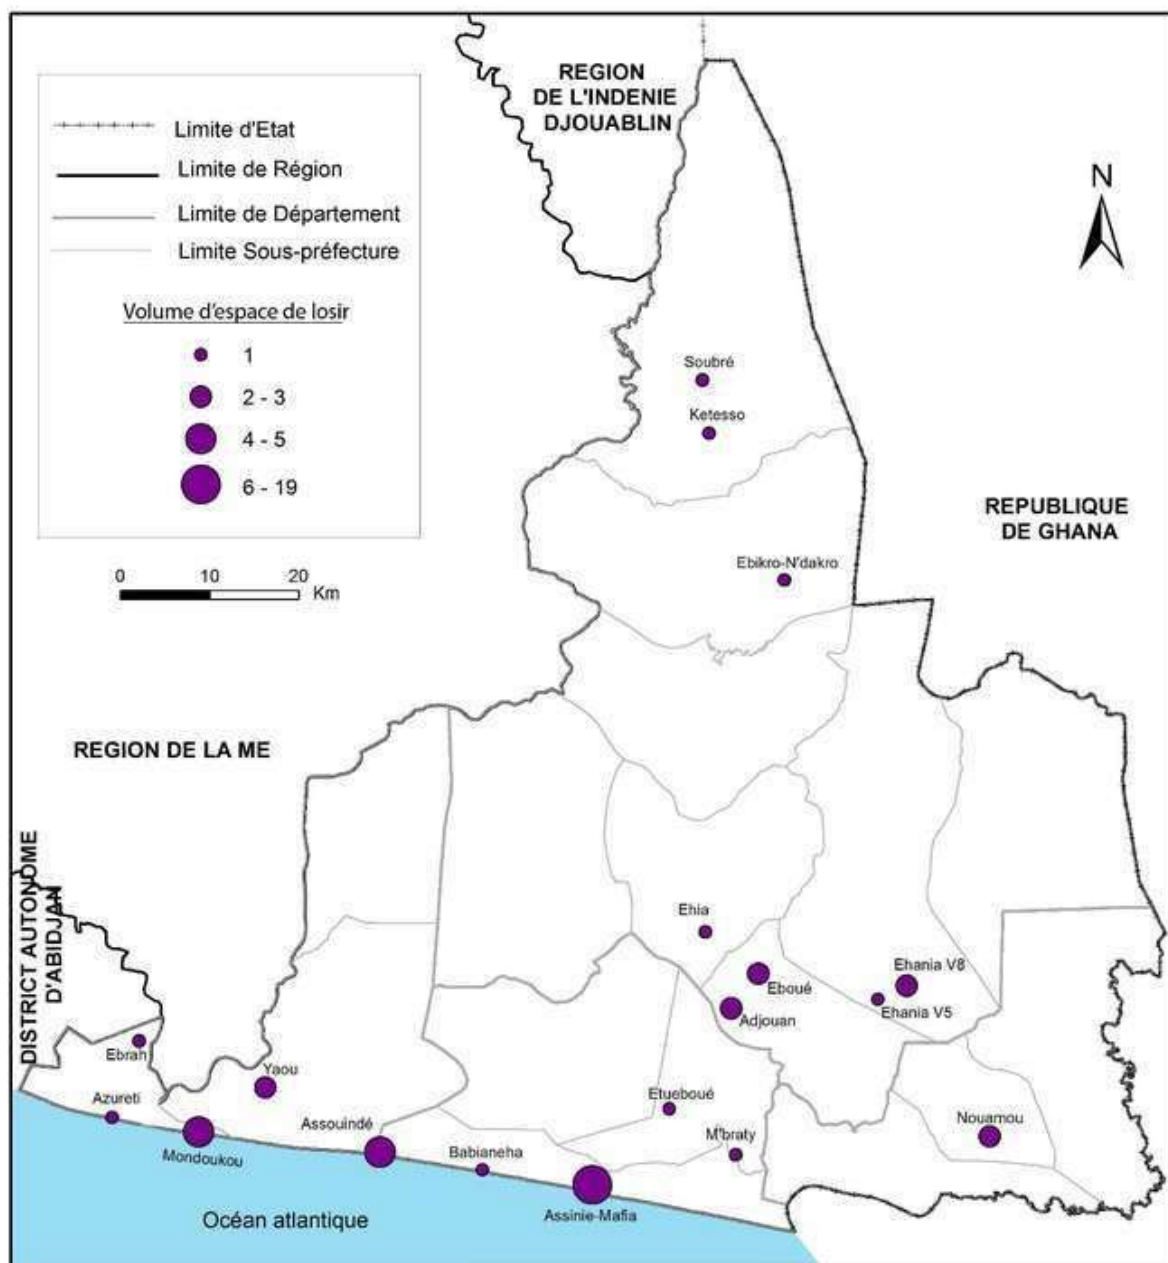 REGION
DE L'INDENIE
DJOUABLIN
Limite d'Etat
Limite de Région
Limite de Département
Limite Sous-préfecture
Volume d'espace de losir
1
2 - 3
4 - 5
6 - 19
N
0 10 20
Km
Soubré
Ketesso
REPUBLIQUE
DE GHANA
Ebikro-N'dakro
REGION DE LA ME
DISTRICT AUTONOME
D'ABIDJAN
Ehia
Ehania V8
Eboué
Ehania V5
Adjouan
Ebrah
Yaou
Azureti
Etueboué
Assouindé
Nouamou
M'braty
Mondoukou
Babianeha
Assinie-Mafia
Océan atlantique